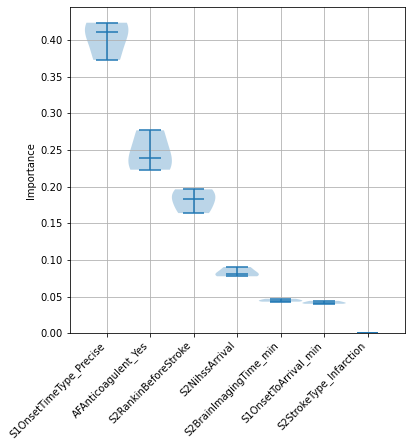 0.40
0.35
0.30
0.25
0.20
0.15
0.10
0.05
0.00
Importance
S1OnsetTimeType_Precise
AFAnticoagulent_Yes
S2RankinBeforeStroke
S2NihssArrival
S2BrainImagingTime_min
S1OnsetToArrival_min
S2StrokeType_Infarction